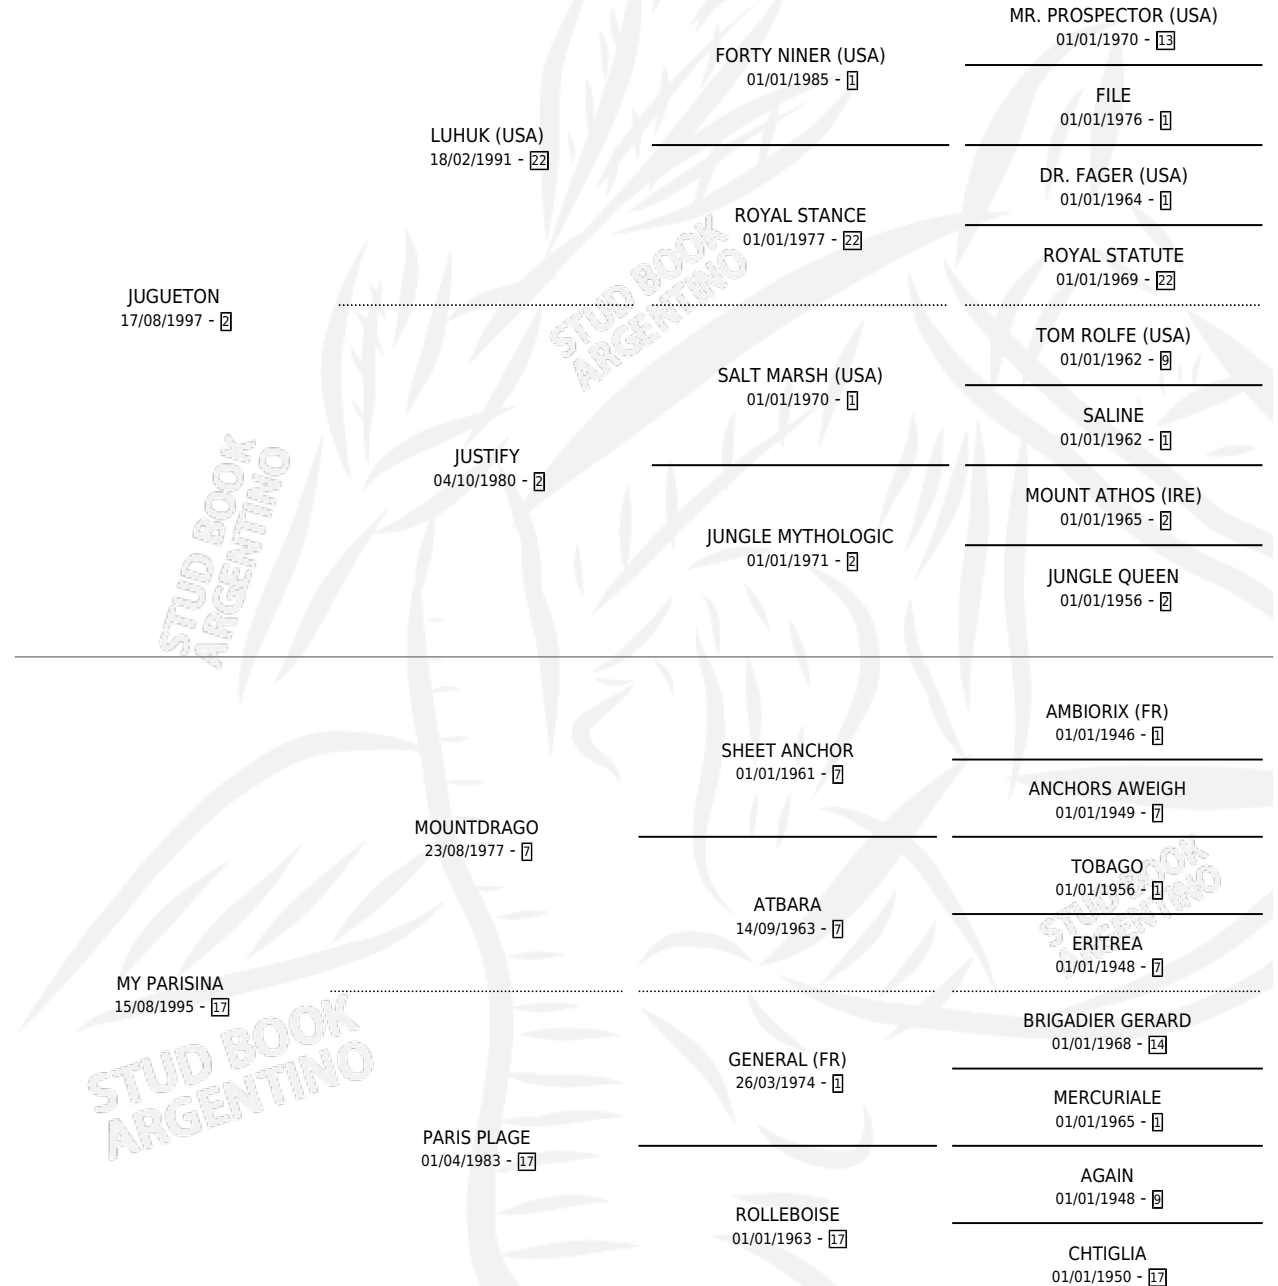 MR. PROSPECTOR (USA)
01/01/1970 - 13
FORTY NINER (USA)
01/01/1985 - 1
FILE
01/01/1976 - 1
LUHUK (USA)
18/02/1991 - 22
DR. FAGER (USA)
01/01/1964 - 1
ROYAL STANCE
01/01/1977 - 22
ROYAL STATUTE
01/01/1969 - 22
JUGUETON
17/08/1997 - 2
STUD BOOK
ARGENTINO
TOM ROLFE (USA)
01/01/1962 - 9
SALT MARSH (USA)
01/01/1970 - 1
SALINE
01/01/1962 - 1
JUSTIFY
04/10/1980 - 2
MOUNT ATHOS (IRE)
01/01/1965 - 2
JUNGLE MYTHOLOGIC
01/01/1971 - 2
JUNGLE QUEEN
01/01/1956 - 2
STUD BOOK
ARGENTINO
AMBIORIX (FR)
01/01/1946 - 1
SHEET ANCHOR
01/01/1961 - 7
ANCHORS AWEIGH
01/01/1949 - 7
MOUNTDRAGO
23/08/1977 - 7
TOBAGO
01/01/1956 - 1
ATBARA
14/09/1963 - 7
ERITREA
01/01/1948 - 7
STUD BOOK
ARGENTINO
MY PARISINA
15/08/1995 - 17
BRIGADIER GERARD
01/01/1968 - 14
GENERAL (FR)
26/03/1974 - 1
MERCURIALE
01/01/1965 - 1
STUD BOOK
ARGENTINO
PARIS PLAGE
01/04/1983 - 17
AGAIN
01/01/1948 - 9
ROLLEBOISE
01/01/1963 - 17
CHTIGLIA
01/01/1950 - 17